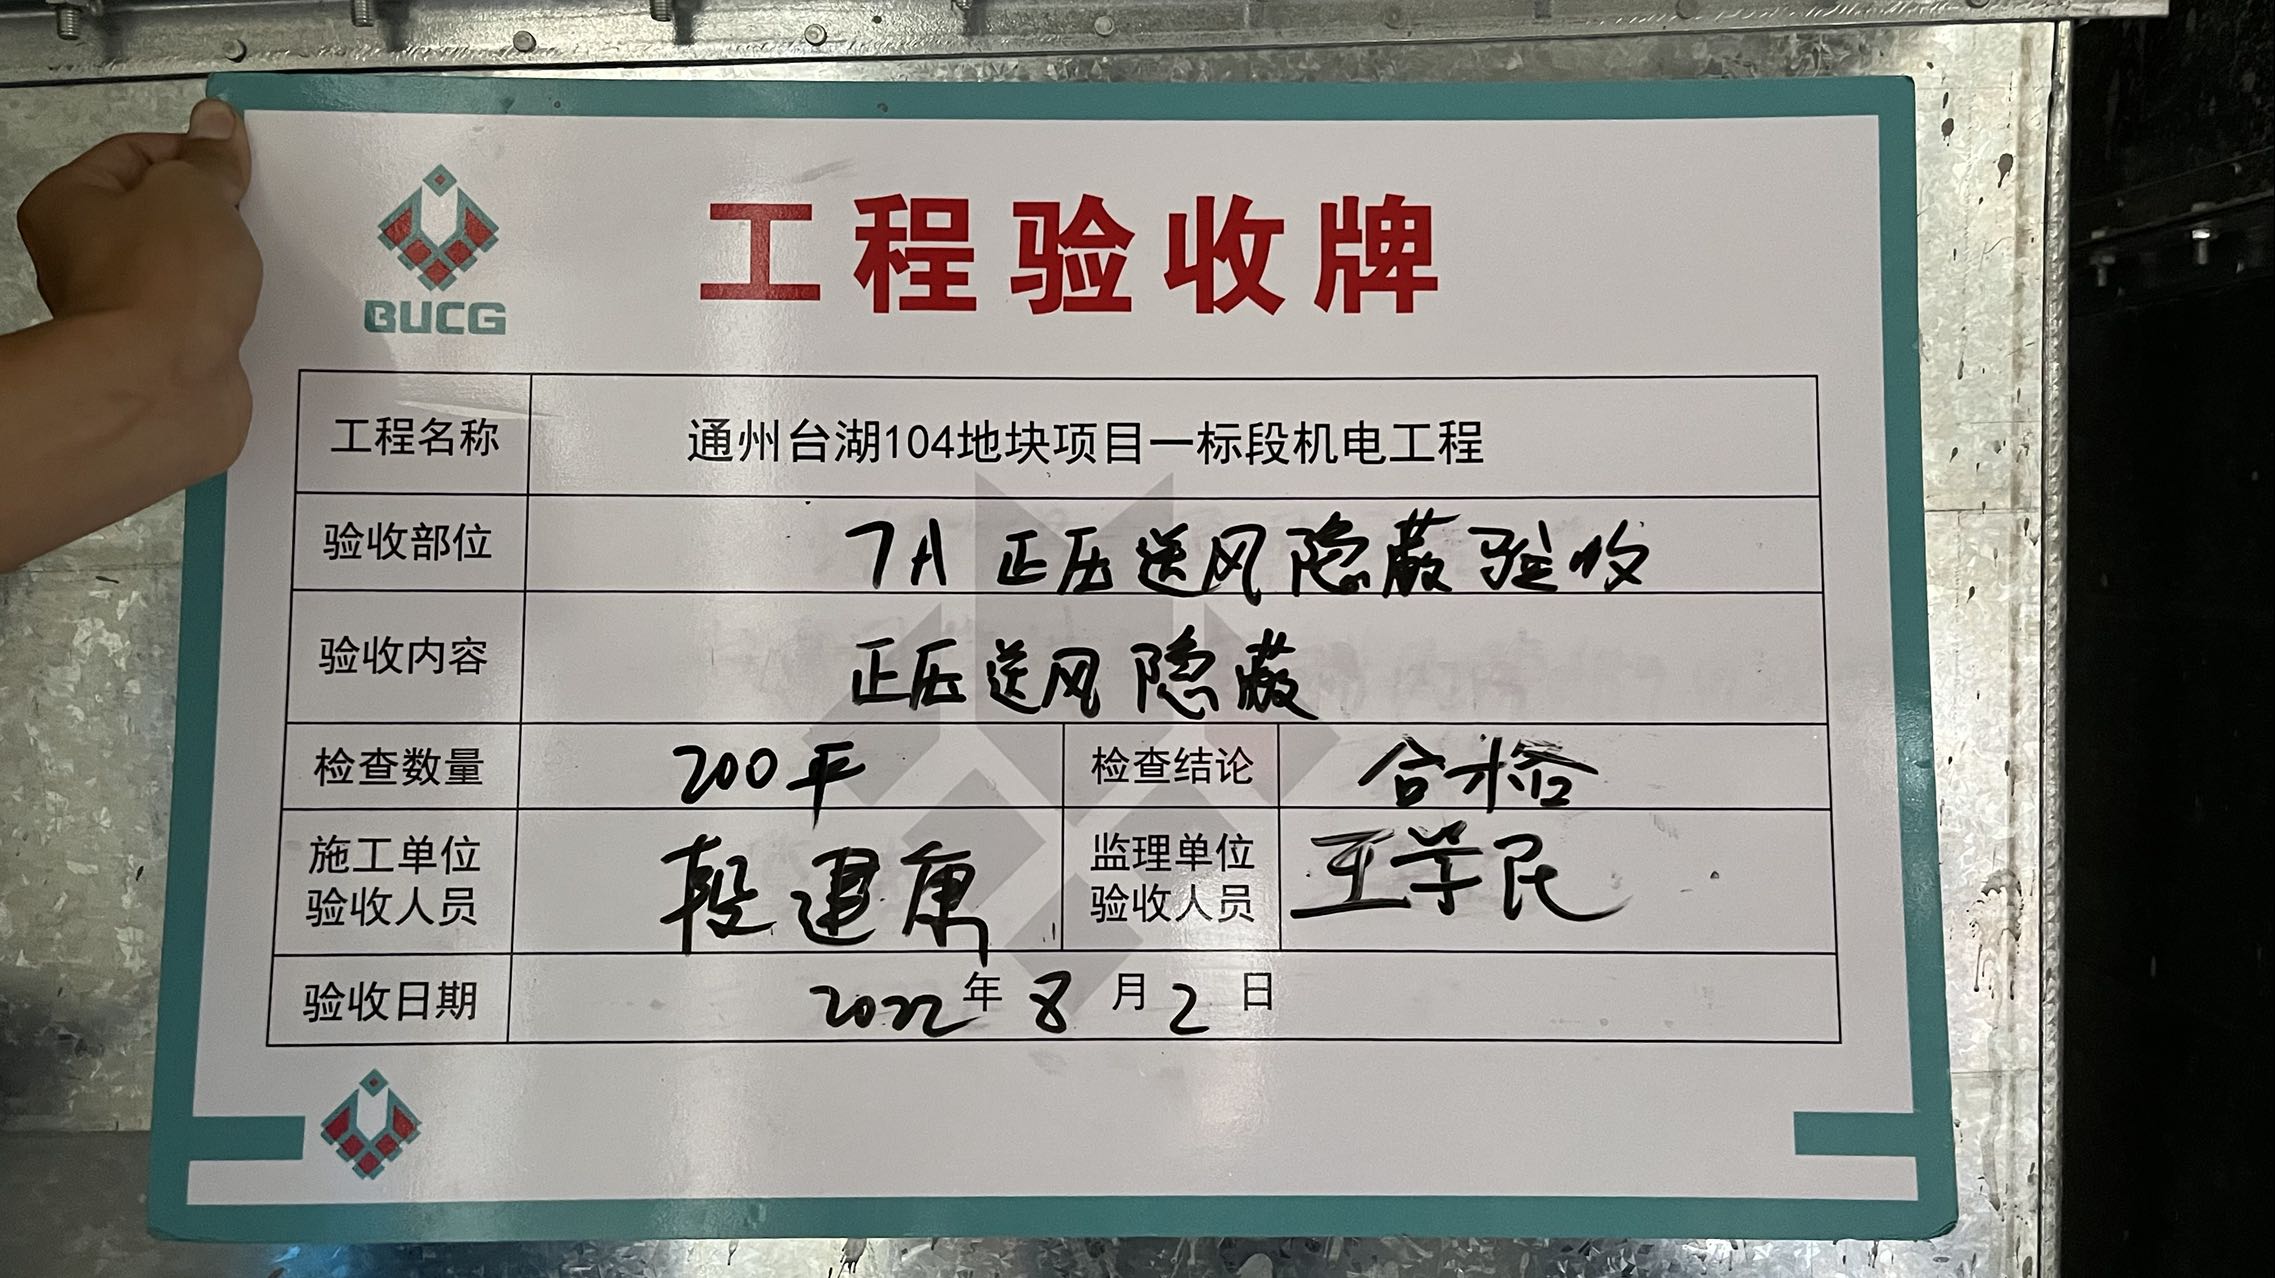 BUCG
工程验收牌
工程名称 通州台湖104地块项目一标段机电工程
验收部位 7A 正压送风隐蔽验收
验收内容 正压送风隐蔽
检查数量 200平 检查结论 合格
施工单位 验收人员 段建康 监理单位 验收人员 王学民
验收日期 2022年8月2日